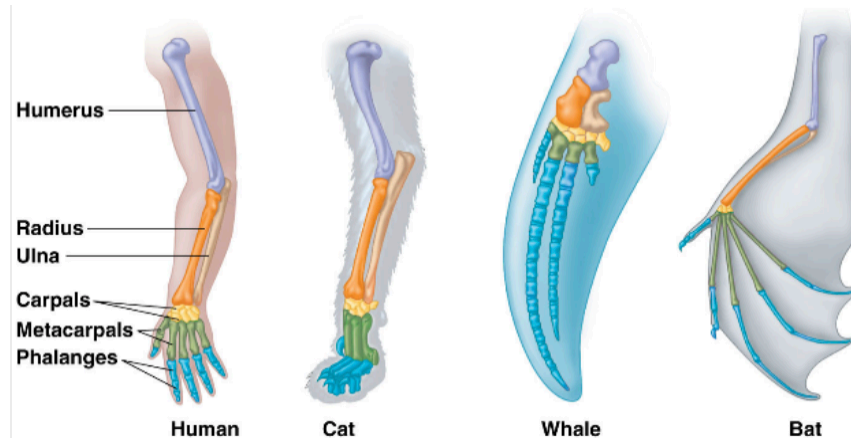 Humerus
Radius
Ulna
Carpals
Metacarpals
Phalanges
Human Cat Whale Bat